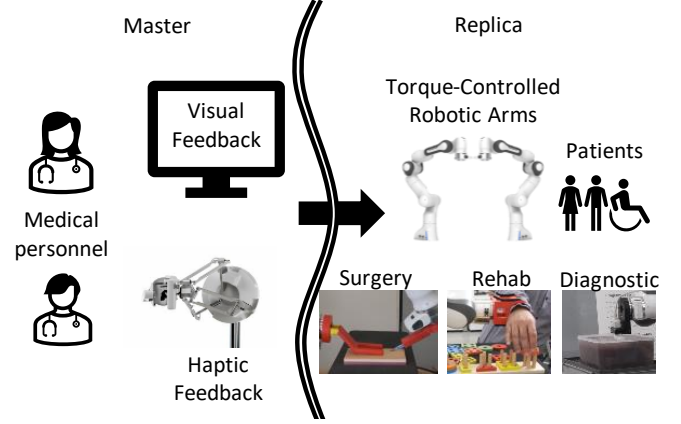 Master
Visual
Feedback
Medical
personnel
Haptic
Feedback
Replica
Torque-Controlled
Robotic Arms
Patients
Surgery
Rehab
Diagnostic